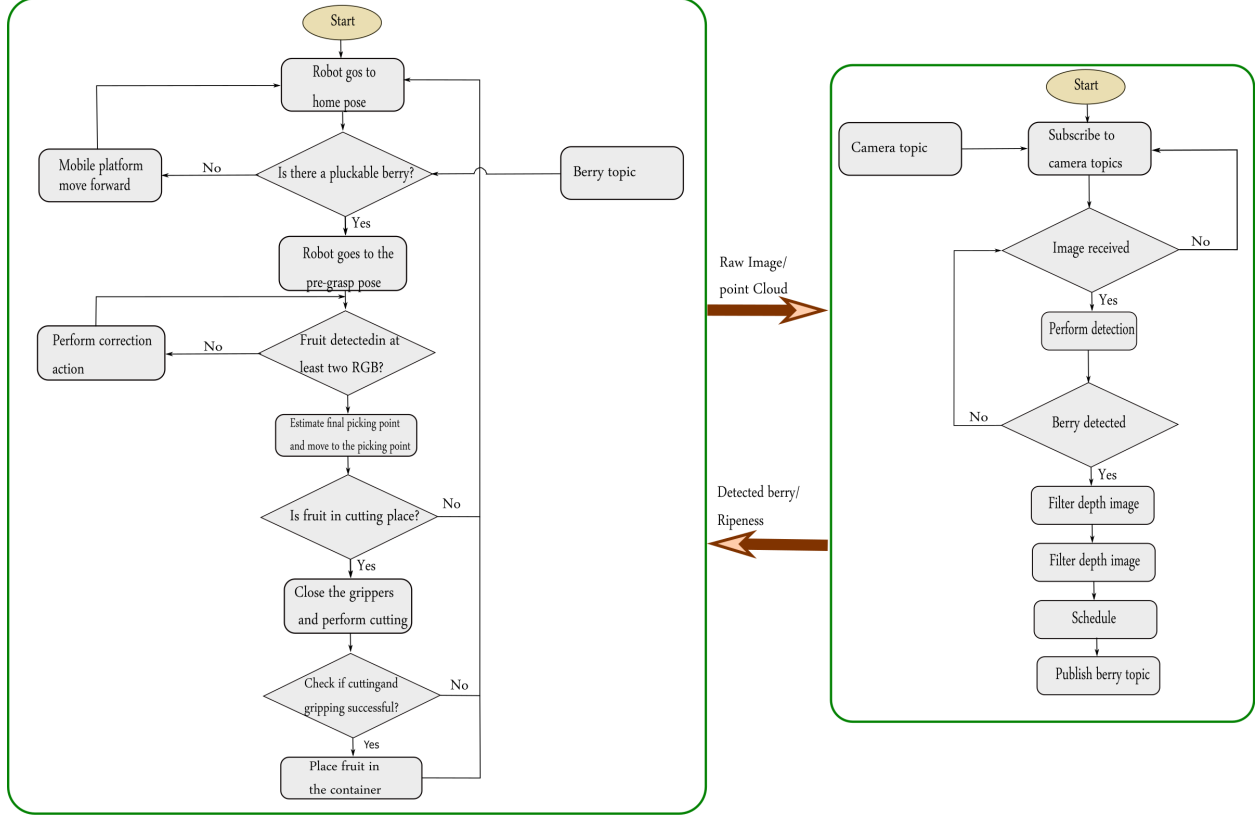 Start
Robot gos to
home pose
Mobile platform
move forward
No
Is there a pluckable berry?
Berry topic
Yes
Robot goes to the
pre-grasp pose
Perform correction
action
No
Fruit detectedin at
least two RGB?
Estimate final picking point
and move to the picking point
Is fruit in cutting place?
No
Yes
Close the grippers
and perform cutting
Check if cuttingand
gripping successful?
No
Yes
Place fruit in
the container
Raw Image/
point Cloud
Detected berry/
Ripeness
Start
Camera topic
Subscribe to
camera topics
Image received
No
Yes
Perform detection
Berry detected
No
Yes
Filter depth image
Filter depth image
Schedule
Publish berry topic